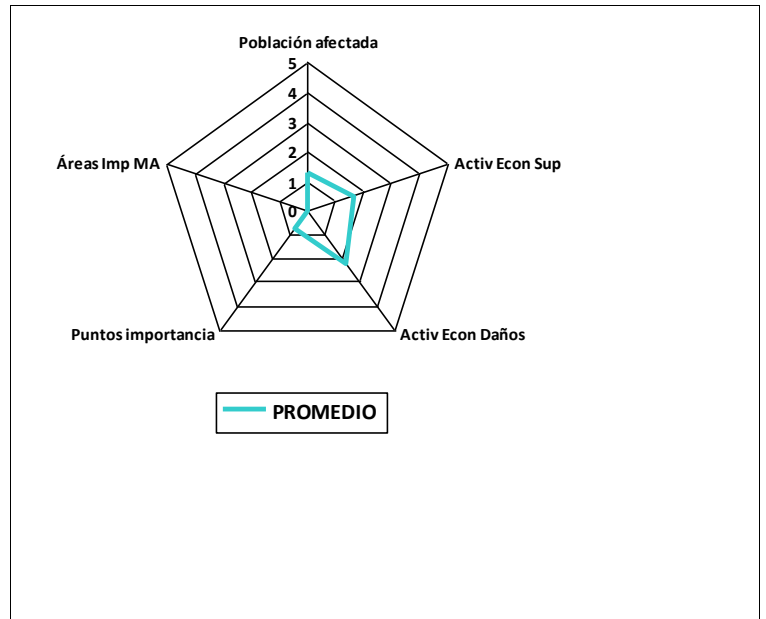 Población afectada
5
4
3
2
1
0
Áreas Imp MA
Activ Econ Sup
Puntos importancia
Activ Econ Daños
PROMEDIO